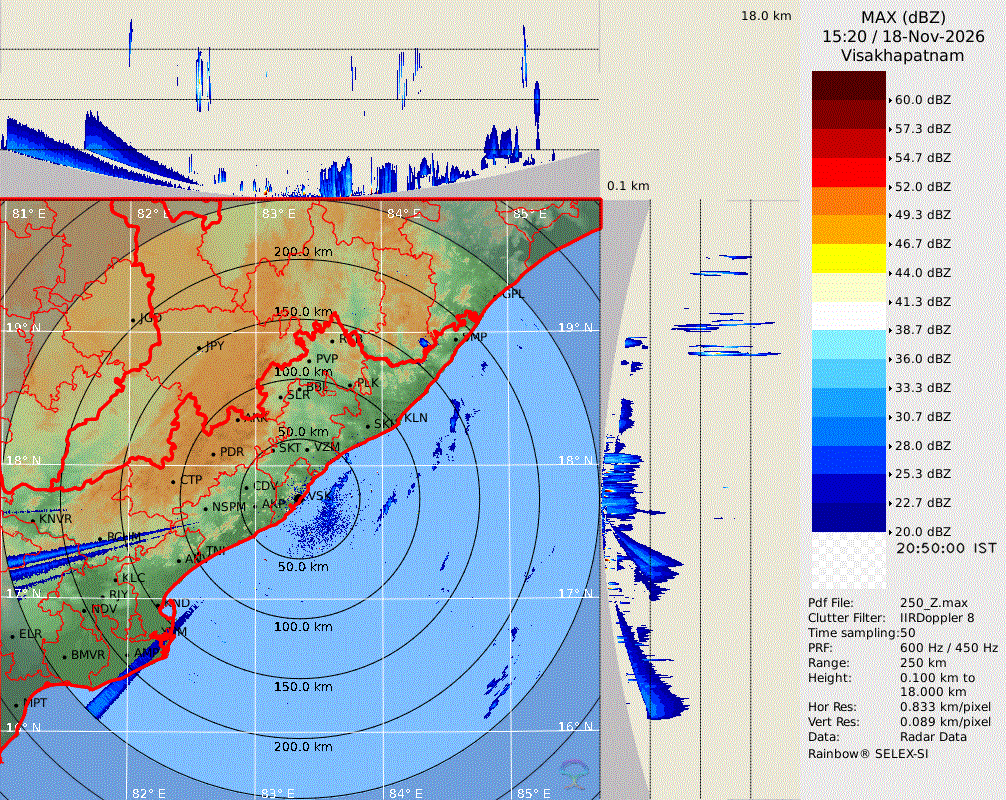 18.0 km
0.1 km
MAX (dBZ)
15:20 / 18-Nov-2026
Visakhapatnam
60.0 dBZ
57.3 dBZ
54.7 dBZ
52.0 dBZ
49.3 dBZ
46.7 dBZ
44.0 dBZ
41.3 dBZ
38.7 dBZ
36.0 dBZ
33.3 dBZ
30.7 dBZ
28.0 dBZ
25.3 dBZ
22.7 dBZ
20.0 dBZ
20:50:00 IST
Pdf File: 250_Z.max
Clutter Filter: IIRDoppler 8
Time sampling:50
PRF: 600 Hz / 450 Hz
Range: 250 km
Height: 0.100 km to
18.000 km
Hor Res: 0.833 km/pixel
Vert Res: 0.089 km/pixel
Data: Radar Data
Rainbow® SELEX-SI
81° E 82° E 83° E 84° E 85° E
200.0 km
GPL
150.0 km
JGD
19° N 19° N
JPY
SMP
PVP
100.0 km
PLK
SLR
KLN
50.0 km
SKT VZM
PDR
18° N 18° N
CTP
CDV
VSK
NSPM AKP
KNVR
TNI
50.0 km
KLC
RJY
17° N 17° N
KND
NDV
100.0 km
ELR
BMVR
150.0 km
MPT
16° N 16° N
200.0 km
82° E 83° E 84° E 85° E